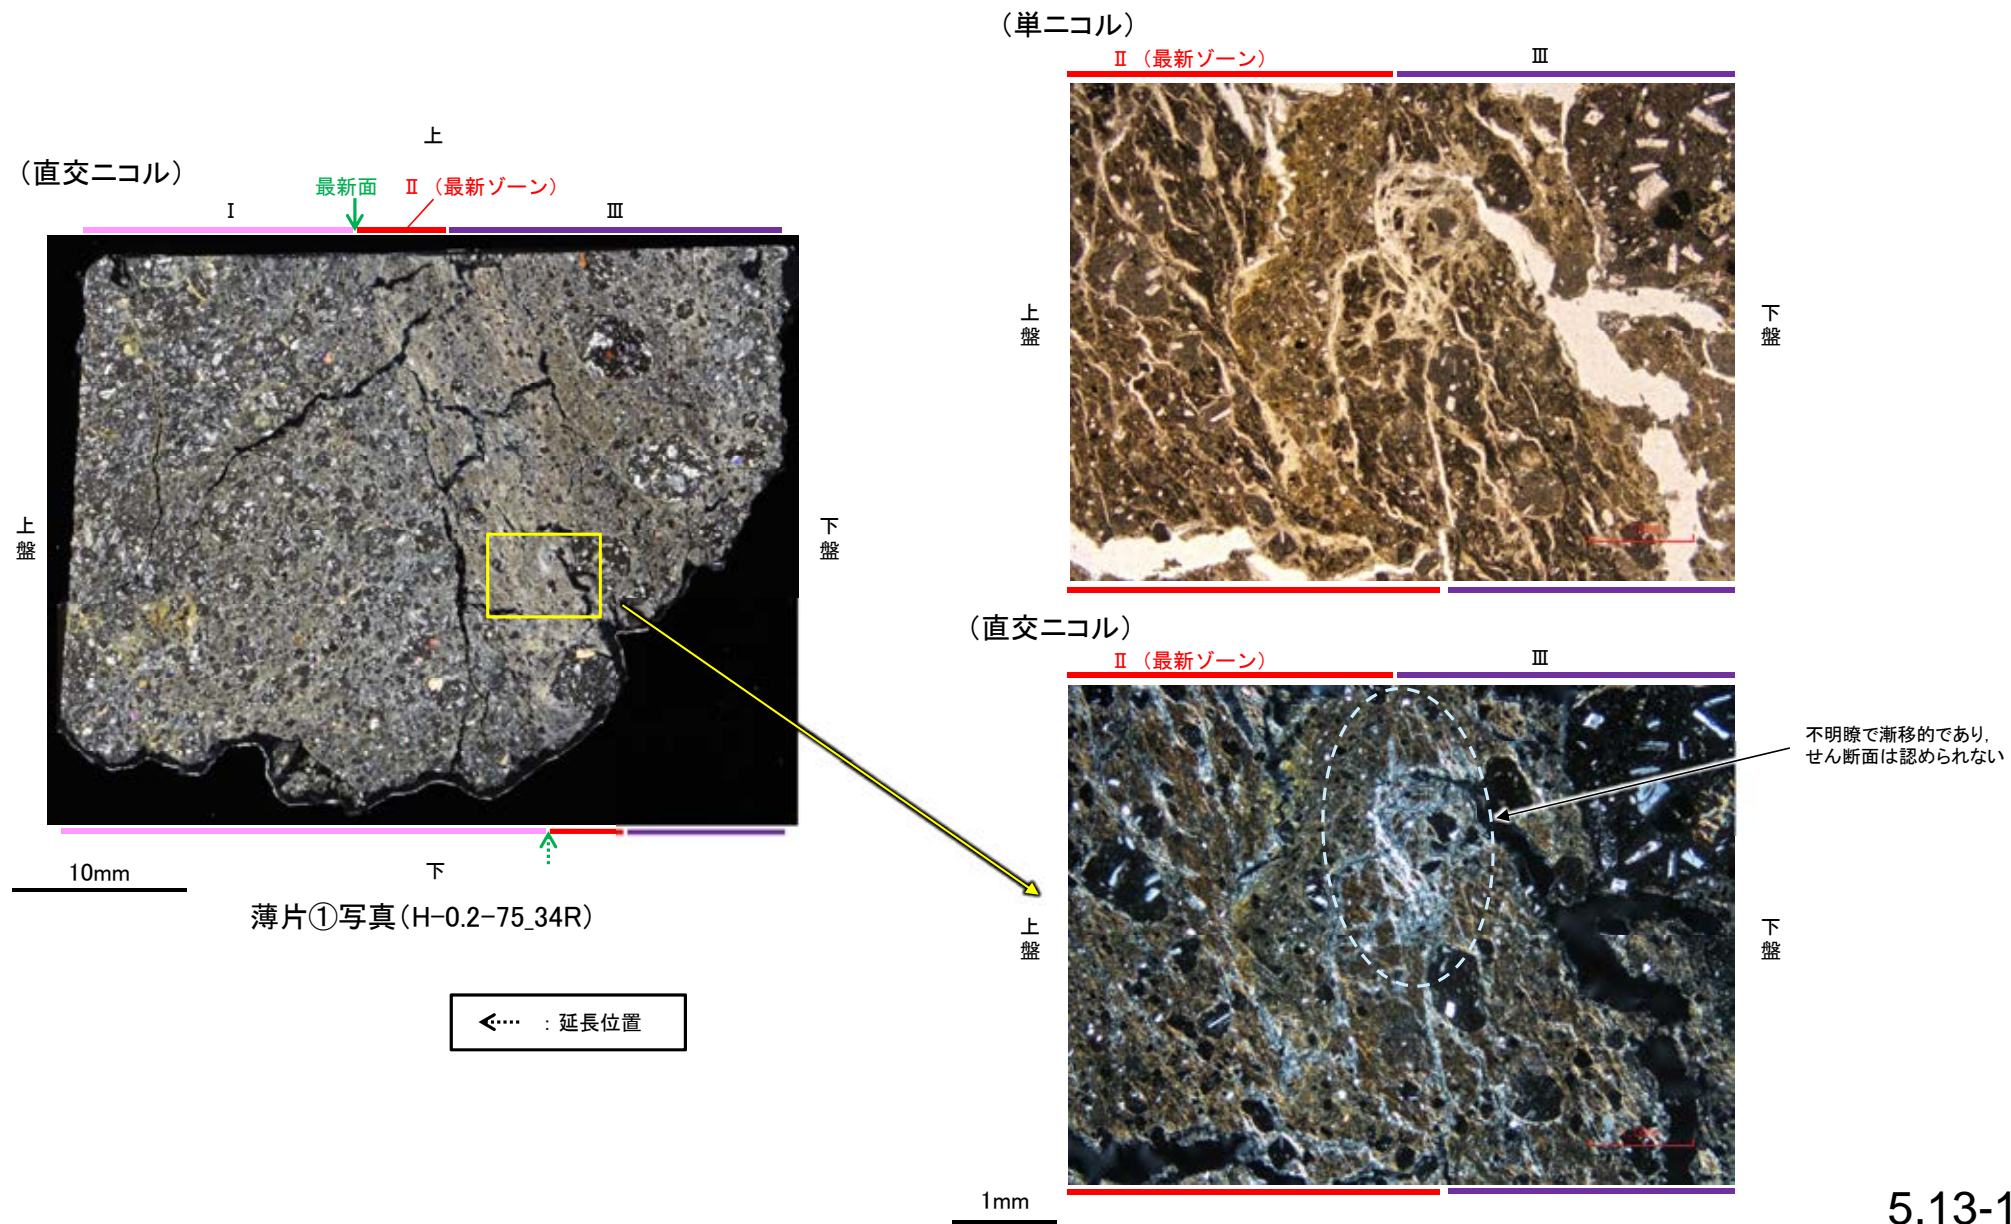 (単ニコル)
Ⅱ (最新ゾーン)
Ⅲ
上
(直交ニコル)
最新面
Ⅱ (最新ゾーン)
Ⅰ
Ⅲ
上盤
下盤
上盤
下盤
(直交ニコル)
Ⅱ (最新ゾーン)
Ⅲ
不明瞭で漸移的であり,
せん断面は認められない
10mm
下
薄片①写真(H-0.2-75_34R)
上盤
下盤
:延長位置
1mm
5.13-1